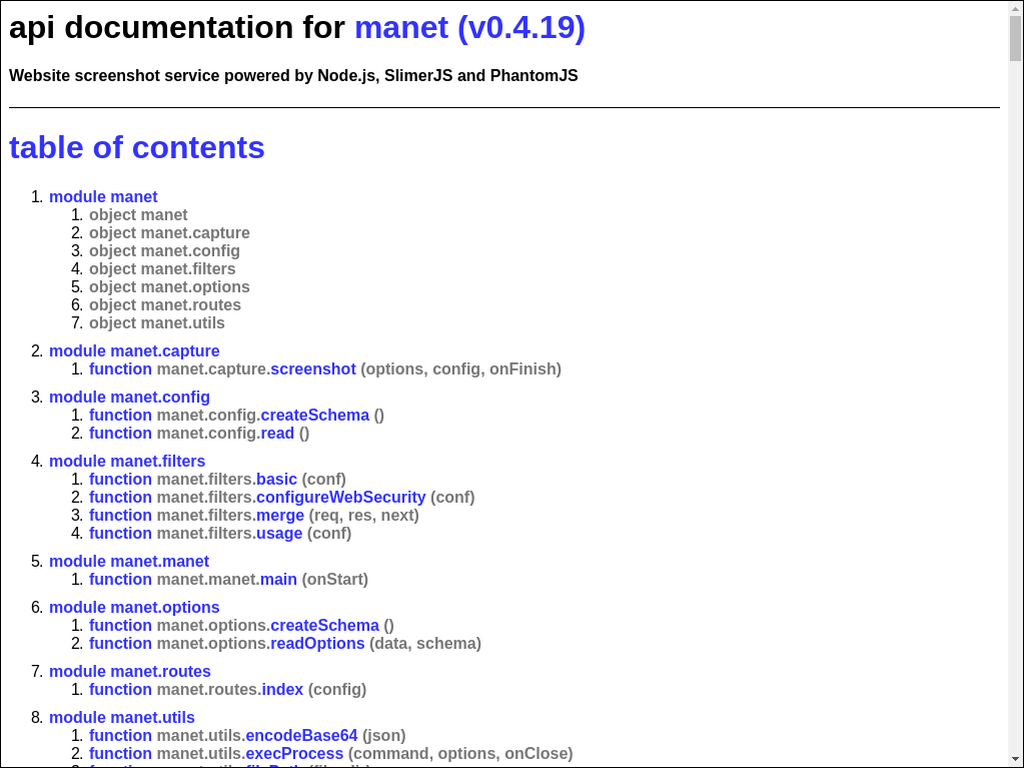 api documentation for manet (v0.4.19)
Website screenshot service powered by Node.js, SlimerJS and PhantomJS
table of contents
1. module manet
1. object manet
2. object manet.capture
3. object manet.config
4. object manet.filters
5. object manet.options
6. object manet.routes
7. object manet.utils
2. module manet.capture
1. function manet.capture.screenshot (options, config, onFinish)
3. module manet.config
1. function manet.config.createSchema ()
2. function manet.config.read ()
4. module manet.filters
1. function manet.filters.basic (conf)
2. function manet.filters.configureWebSecurity (conf)
3. function manet.filters.merge (req, res, next)
4. function manet.filters.usage (conf)
5. module manet.manet
1. function manet.manet.main (onStart)
6. module manet.options
1. function manet.options.createSchema ()
2. function manet.options.readOptions (data, schema)
7. module manet.routes
1. function manet.routes.index (config)
8. module manet.utils
1. function manet.utils.encodeBase64 (json)
2. function manet.utils.execProcess (command, options, onClose)